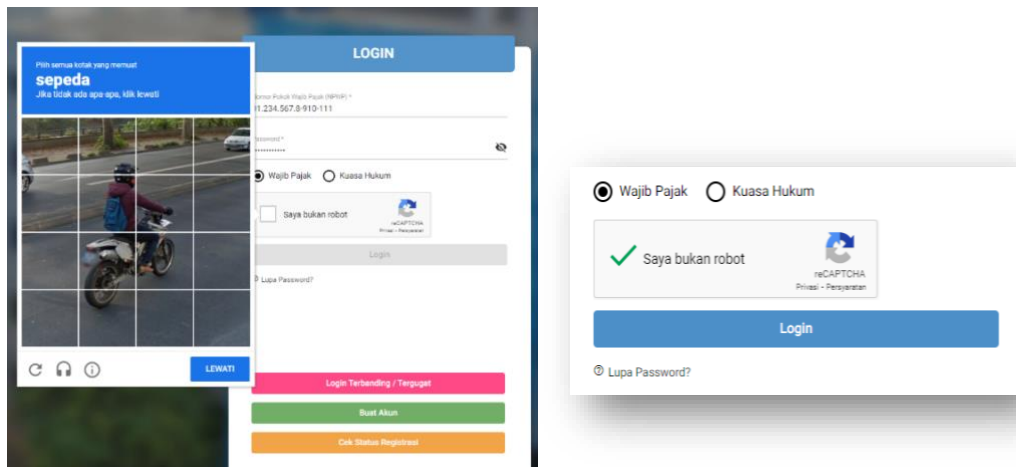 Pilih semua kotak yang memuat
sepeda
Jika tidak ada apa-apa, klik lewati
LEWATI
LOGIN
Nomor Pokok Wajib Pajak (NPWP) *
01.234.567.8-910-111
Password *
Wajib Pajak
Kuasa Hukum
Saya bukan robot
reCAPTCHA
Privasi - Persyaratan
Login
Lupa Password?
Login Terbanding / Tergugat
Buat Akun
Cek Status Registrasi
Wajib Pajak
Kuasa Hukum
Saya bukan robot
reCAPTCHA
Privasi - Persyaratan
Login
Lupa Password?